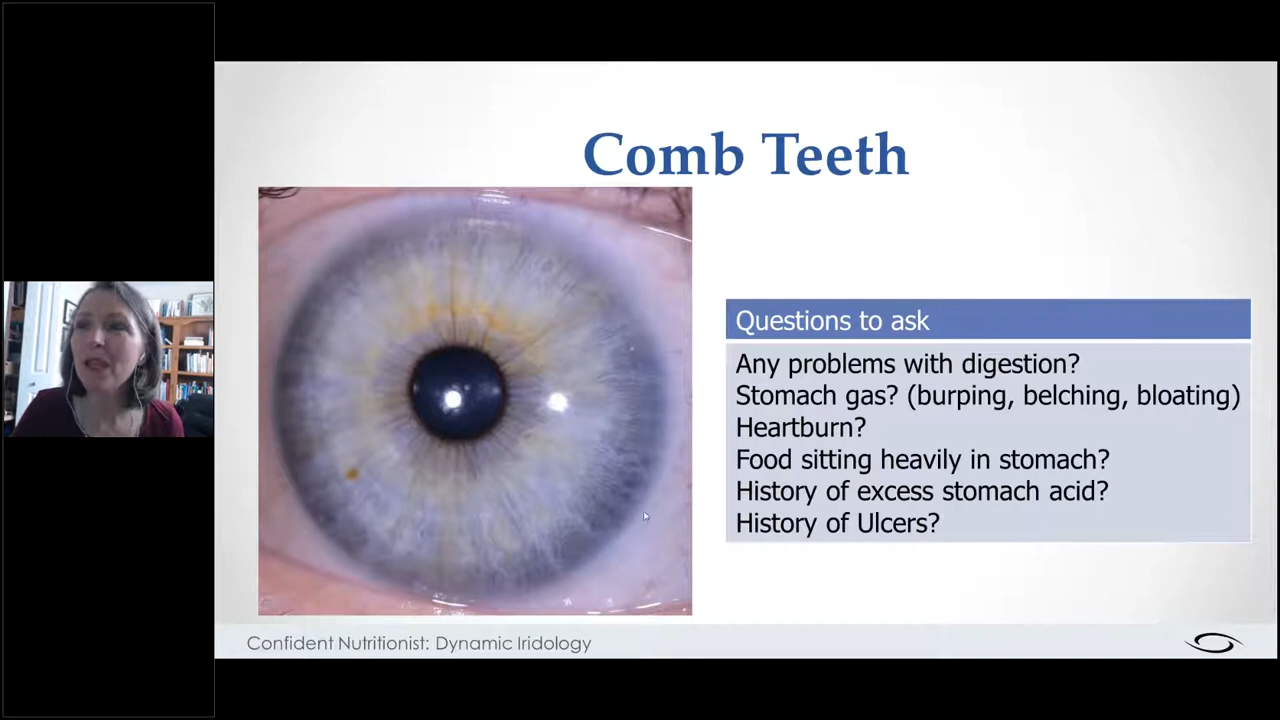 Comb Teeth
Questions to ask
Any problems with digestion?
Stomach gas? (burping, belching, bloating)
Heartburn?
Food sitting heavily in stomach?
History of excess stomach acid?
History of Ulcers?
Confident Nutritionist: Dynamic Iridology